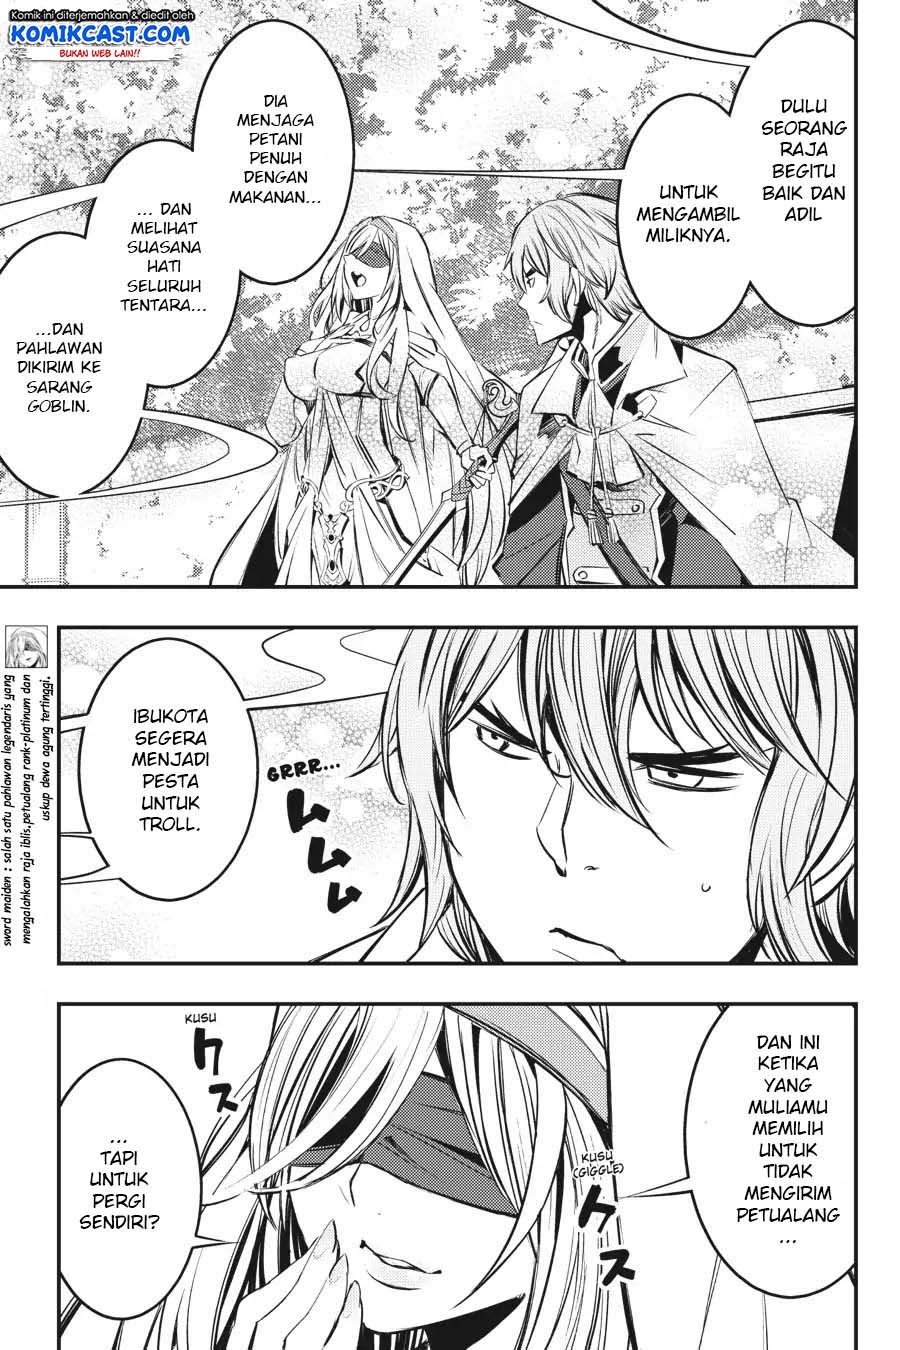 Komik ini diterjemahkan & diedit oleh
KOMIKCAST.COM
BUKAN WEB LAIN!!
DULU
SEORANG
RAJA
BEGITU
BAIK DAN
ADIL
UNTUK
MENGAMBIL
MILIKNYA.
DIA
MENJAGA
PETANI
PENUH
DENGAN
MAKANAN...
... DAN
MELIHAT
SUASANA
HATI
SELURUH
TENTARA...
...DAN
PAHLAWAN
DIKIRIM KE
SARANG
GOBLIN.
sword maiden : salah satu pahlawan legendaris yang
mengalahkan raja iblis,petualang rank-platinum dan
uskup dewa agung tertinggi.
IBUKOTA
SEGERA
MENJADI
PESTA
UNTUK
TROLL.
GRRR...
ムムム
DAN INI
KETIKA
YANG
MULIAMU
MEMILIH
UNTUK
TIDAK
MENGIRIM
PETUALANG
...
KUSU
クス
KUSU
(GIGGLE)
クス
...
TAPI
UNTUK
PERGI
SENDIRI?